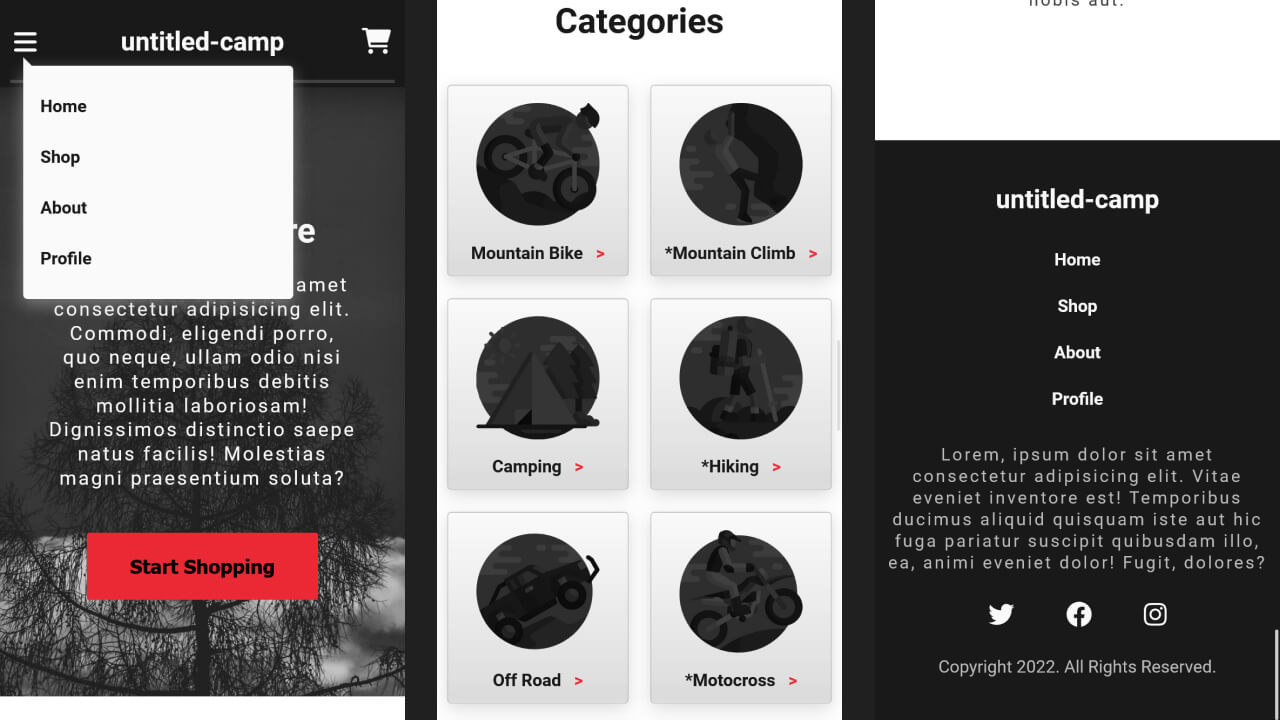 untitled-camp
Home
Shop
About
Profile
re
amet
consectetur adipisicing elit.
Commodi, eligendi porro,
quo neque, ullam odio nisi
enim temporibus debitis
mollitia laboriosam!
Dignissimos distinctio saepe
natus facilis! Molestias
magni praesentium soluta?
Start Shopping
Categories
Mountain Bike >
*Mountain Climb >
Camping >
*Hiking >
Off Road >
*Motocross >
nobis aut.
untitled-camp
Home
Shop
About
Profile
Lorem, ipsum dolor sit amet
consectetur adipisicing elit. Vitae
eveniet inventore est! Temporibus
ducimus aliquid quisquam iste aut hic
fuga pariatur suscipit quibusdam illo,
ea, animi eveniet dolor! Fugit, dolores?
Copyright 2022. All Rights Reserved.